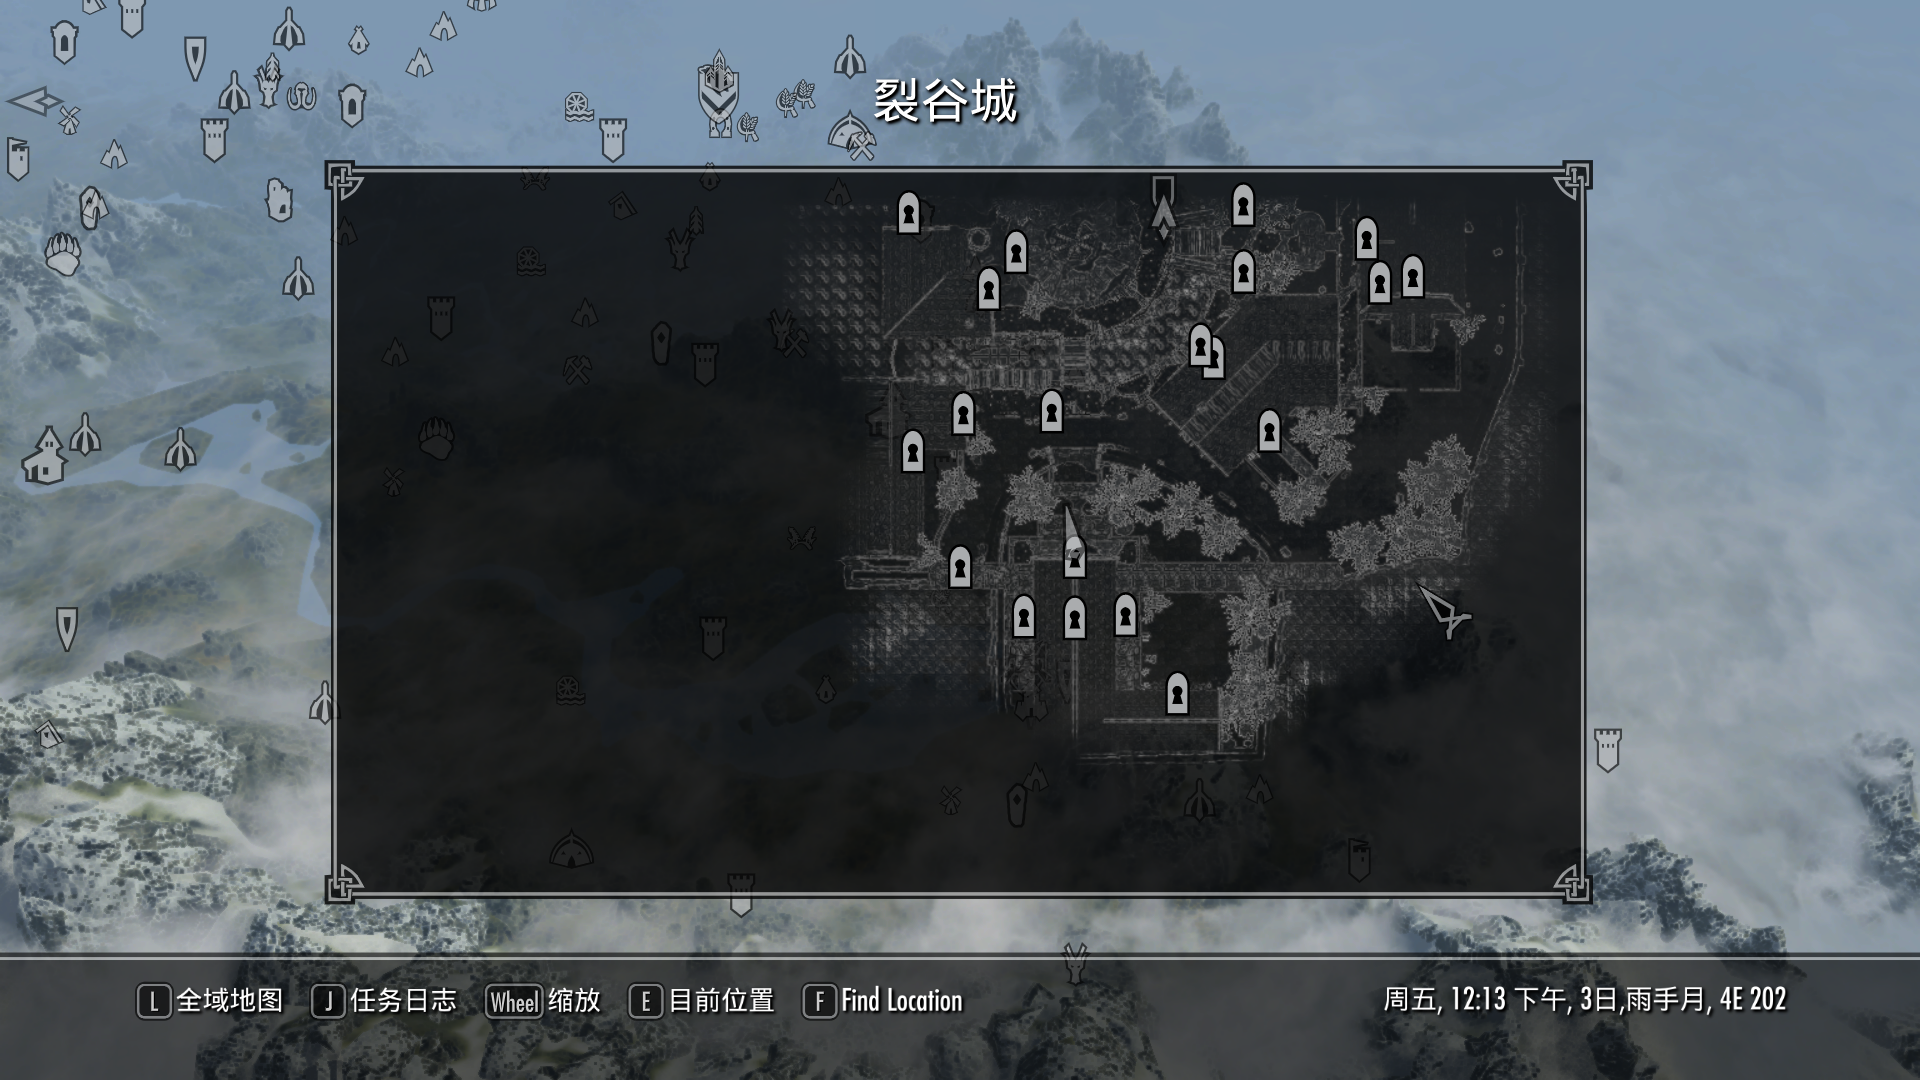 裂谷城
L 全域地图 J 任务日志 Wheel 缩放 E 目前位置 F Find Location
周五, 12:13 下午, 3日,雨手月, 4E 202